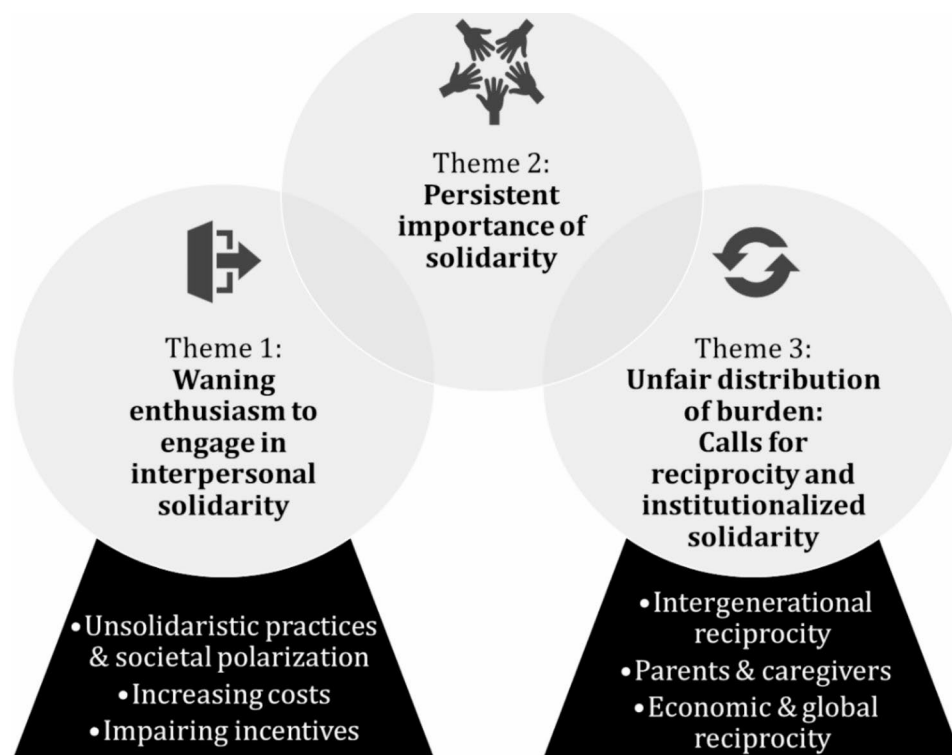 Theme 2:
Persistent
importance of
solidarity
Theme 1:
Waning
enthusiasm to
engage in
interpersonal
solidarity
Theme 3:
Unfair distribution
of burden:
Calls for
reciprocity and
institutionalized
solidarity
•Unsolidaristic practices
& societal polarization
•Increasing costs
•Impairing incentives
•Intergenerational
reciprocity
•Parents & caregivers
•Economic & global
reciprocity